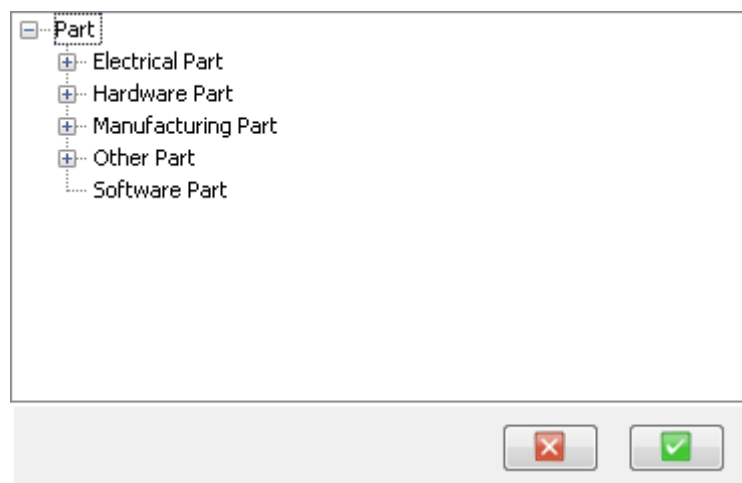 Part
Electrical Part
Hardware Part
Manufacturing Part
Other Part
Software Part